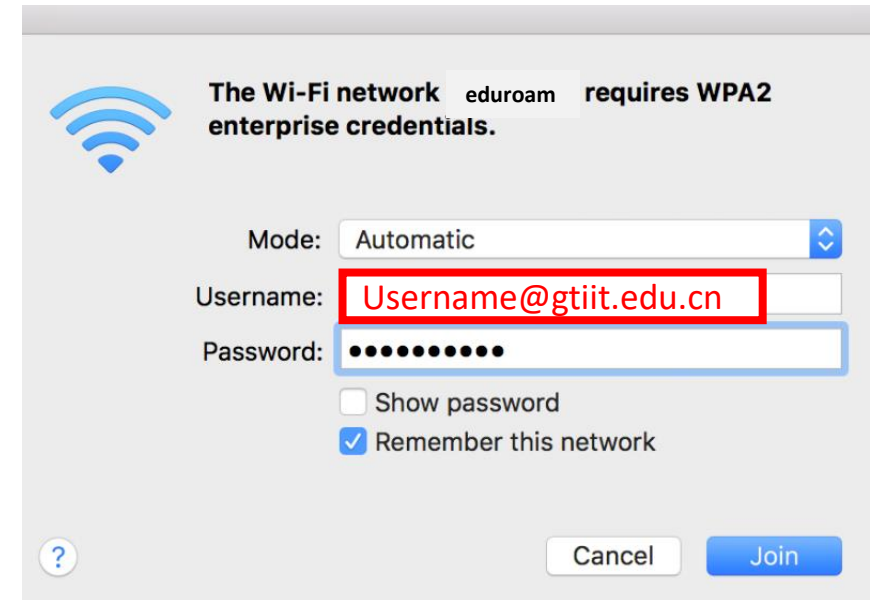 The Wi-Fi network eduroam requires WPA2
enterprise credentials.
Mode: Automatic
Username: Username@gtiit.edu.cn
Password: ••••••••••
Show password
Remember this network
? Cancel Join